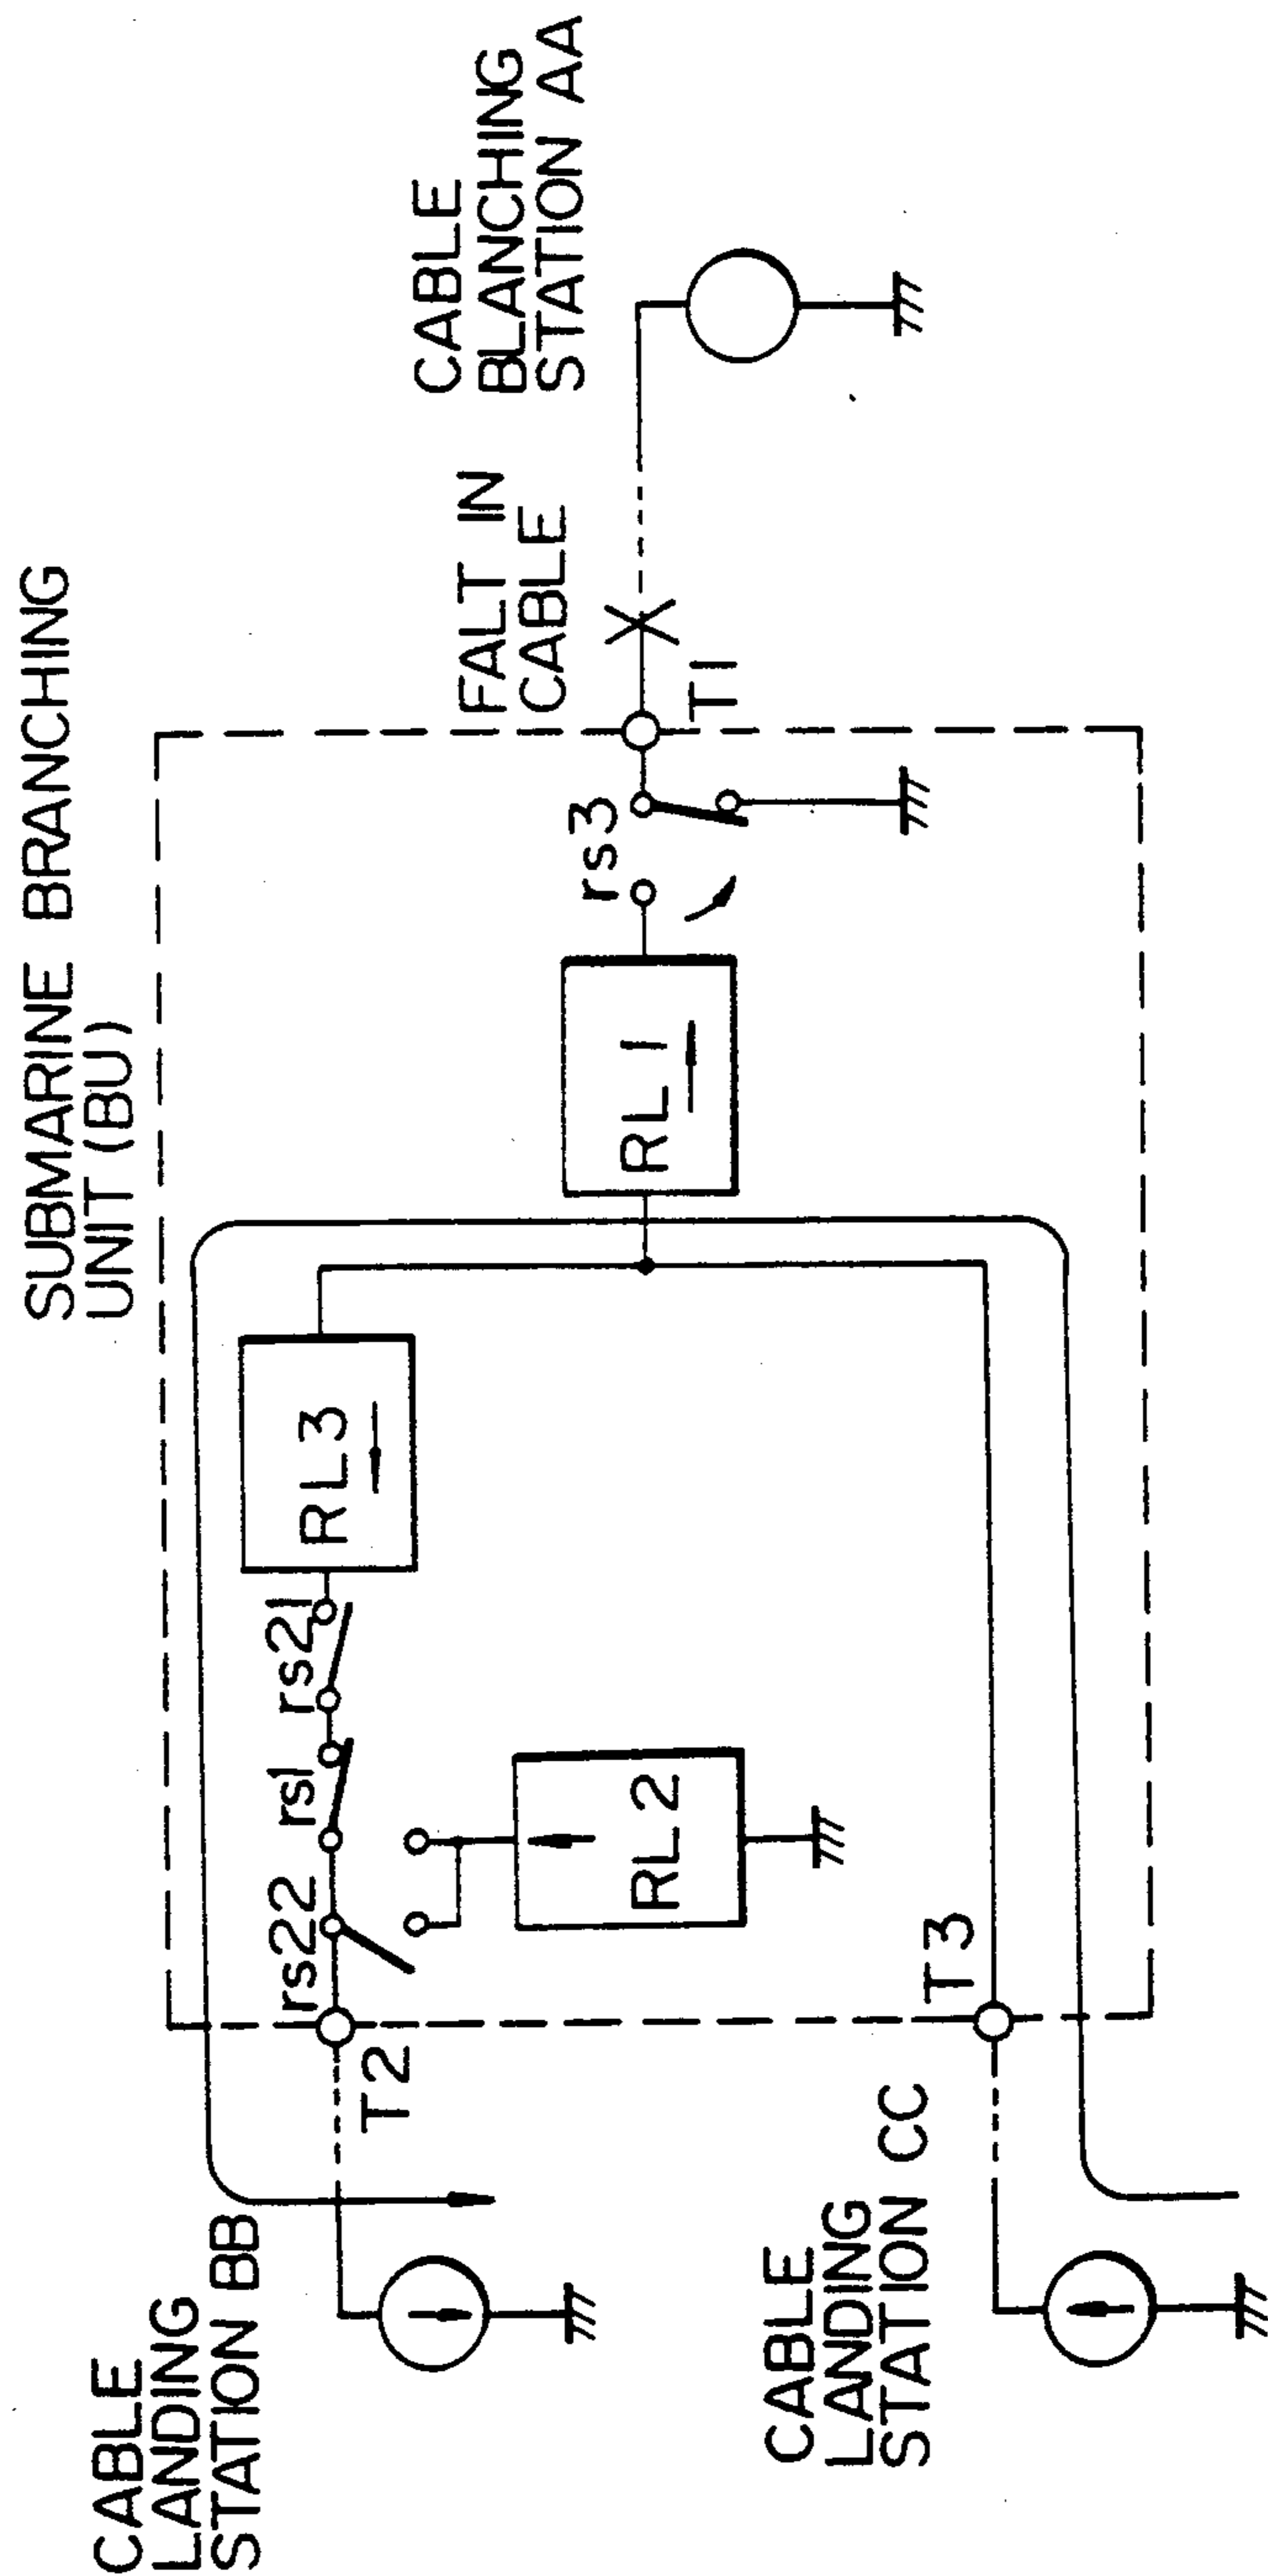 SUBMARINE BRANCHING
UNIT (BU)
CABLE
LANDING
STATION BB
T2
rs22
rs1
rs21
RL3
RL2
RL1
rs3
T1
FALT IN
CABLE
CABLE
BLANCHING
STATION AA
CABLE
LANDING
STATION CC
T3